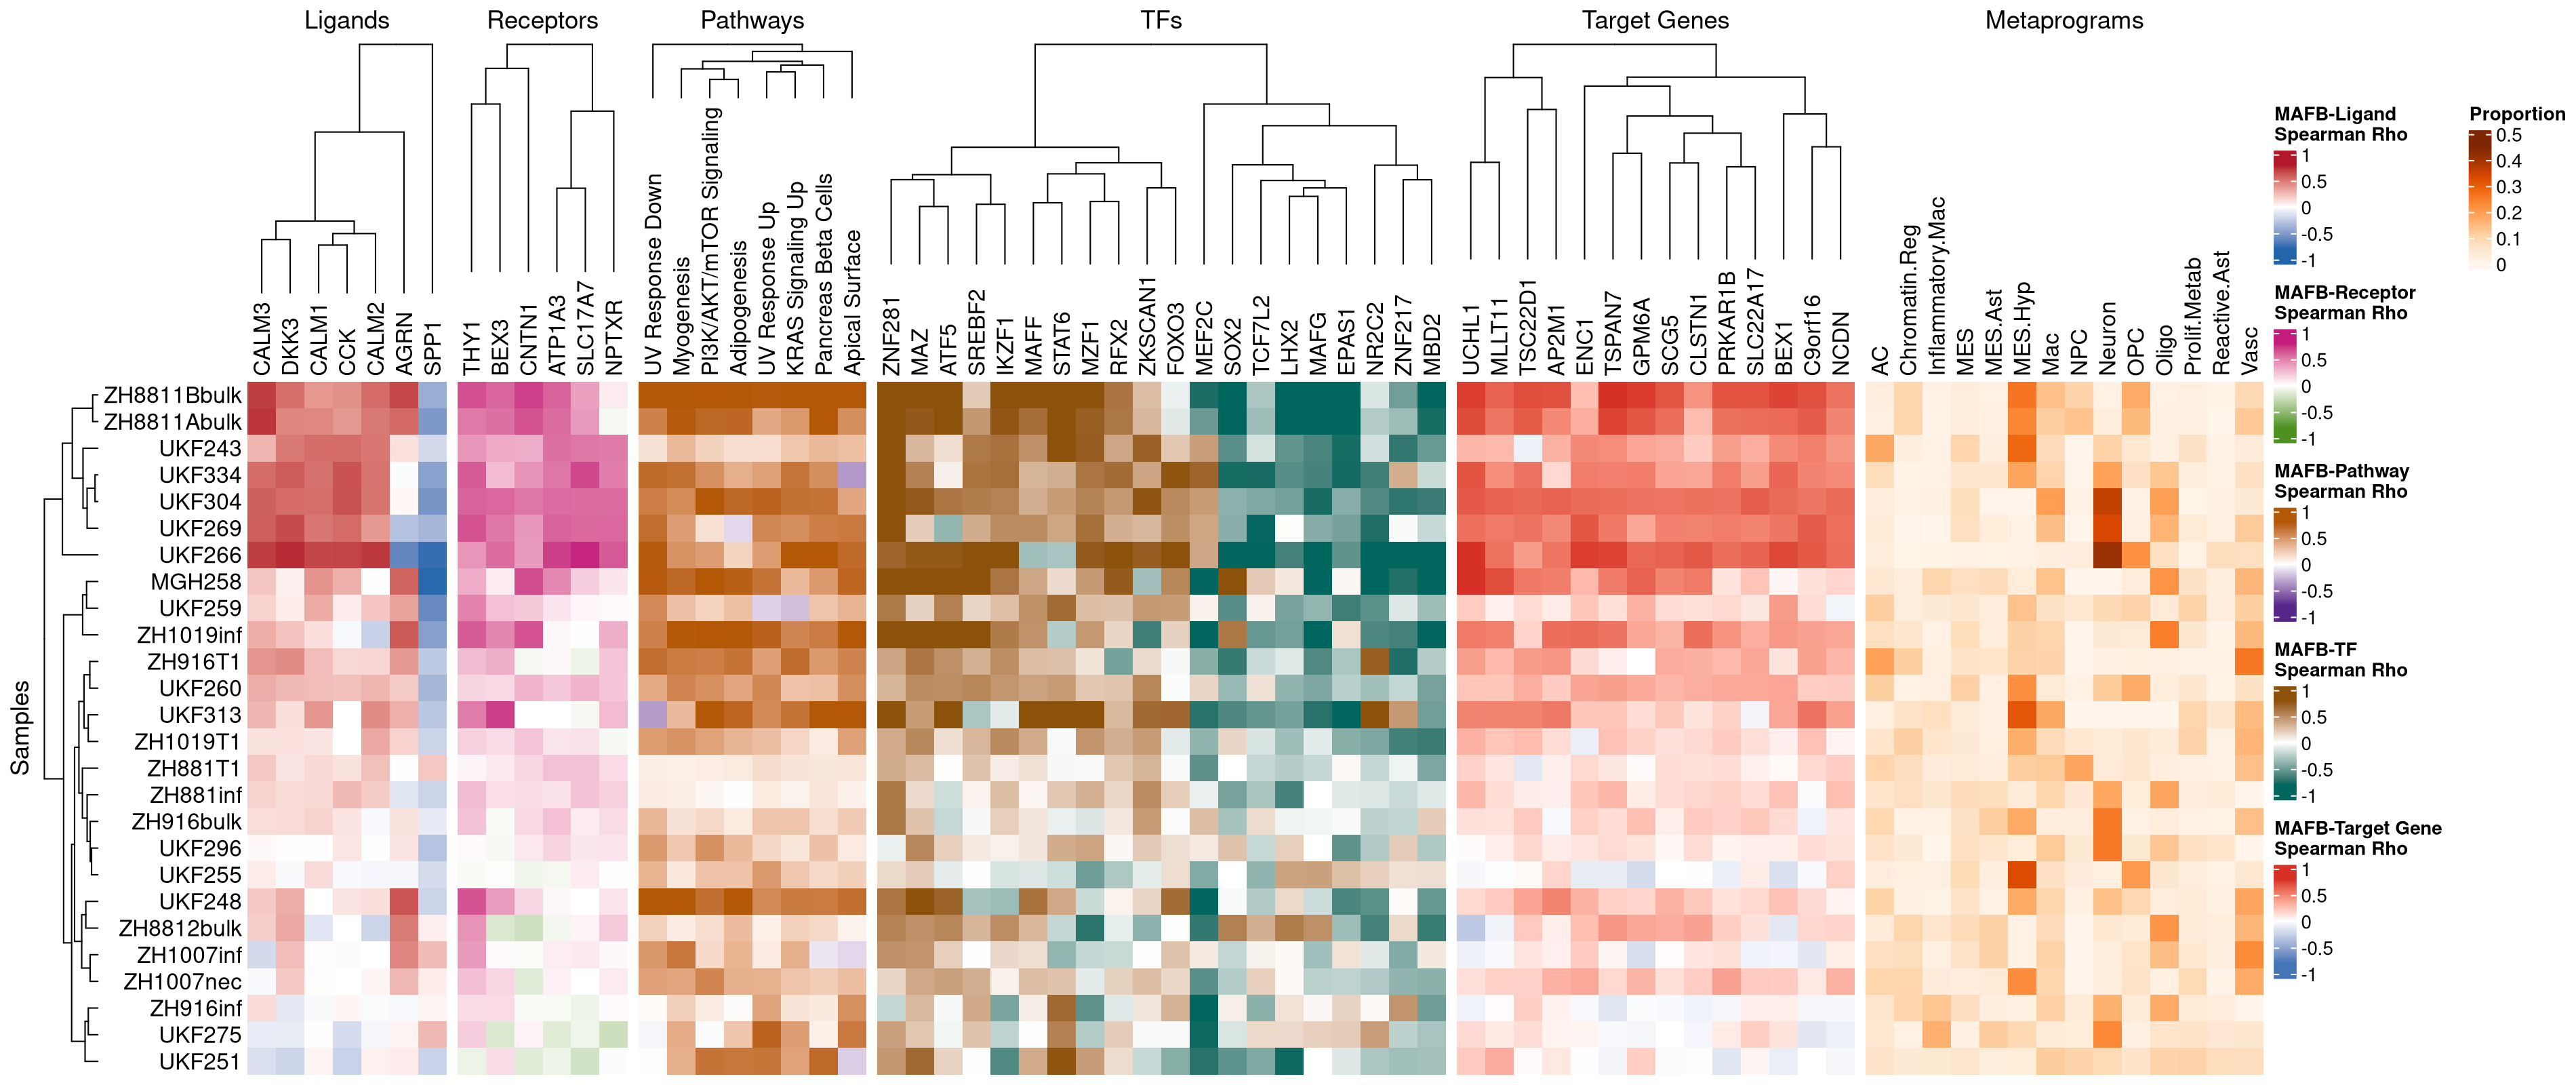 Ligands
Receptors
Pathways
TFs
Target Genes
Metaprograms
CALM3
DKK3
CALM1
CCK
CALM2
AGRN
SPP1
THY1
BEX3
CNTN1
ATP1A3
SLC17A7
NPTXR
UV Response Down
Myogenesis
PI3K/AKT/mTOR Signaling
Adipogenesis
UV Response Up
KRAS Signaling Up
Pancreas Beta Cells
Apical Surface
ZNF281
MAZ
ATF5
SREBF2
IKZF1
MAFF
STAT6
MZF1
RFX2
ZKSCAN1
FOXO3
MEF2C
SOX2
TCF7L2
LHX2
MAFG
EPAS1
NR2C2
ZNF217
MBD2
UCHL1
MLLT11
TSC22D1
AP2M1
ENC1
TSPAN7
GPM6A
SCG5
CLSTN1
PRKAR1B
SLC22A17
BEX1
C9orf16
NCDN
AC
Chromatin.Reg
Inflammatory.Mac
MES
MES.Ast
MES.Hyp
Mac
NPC
Neuron
OPC
Oligo
Prolif.Metab
Reactive.Ast
Vasc
Samples
ZH8811Bbulk
ZH8811Abulk
UKF243
UKF334
UKF304
UKF269
UKF266
MGH258
UKF259
ZH1019inf
ZH916T1
UKF260
UKF313
ZH1019T1
ZH881T1
ZH881inf
ZH916bulk
UKF296
UKF255
UKF248
ZH8812bulk
ZH1007inf
ZH1007nec
ZH916inf
UKF275
UKF251
MAFB-Ligand
Spearman Rho
1
0.5
0
-0.5
-1
MAFB-Receptor
Spearman Rho
1
0.5
0
-0.5
-1
MAFB-Pathway
Spearman Rho
1
0.5
0
-0.5
-1
MAFB-TF
Spearman Rho
1
0.5
0
-0.5
-1
MAFB-Target Gene
Spearman Rho
1
0.5
0
-0.5
-1
Proportion
0.5
0.4
0.3
0.2
0.1
0